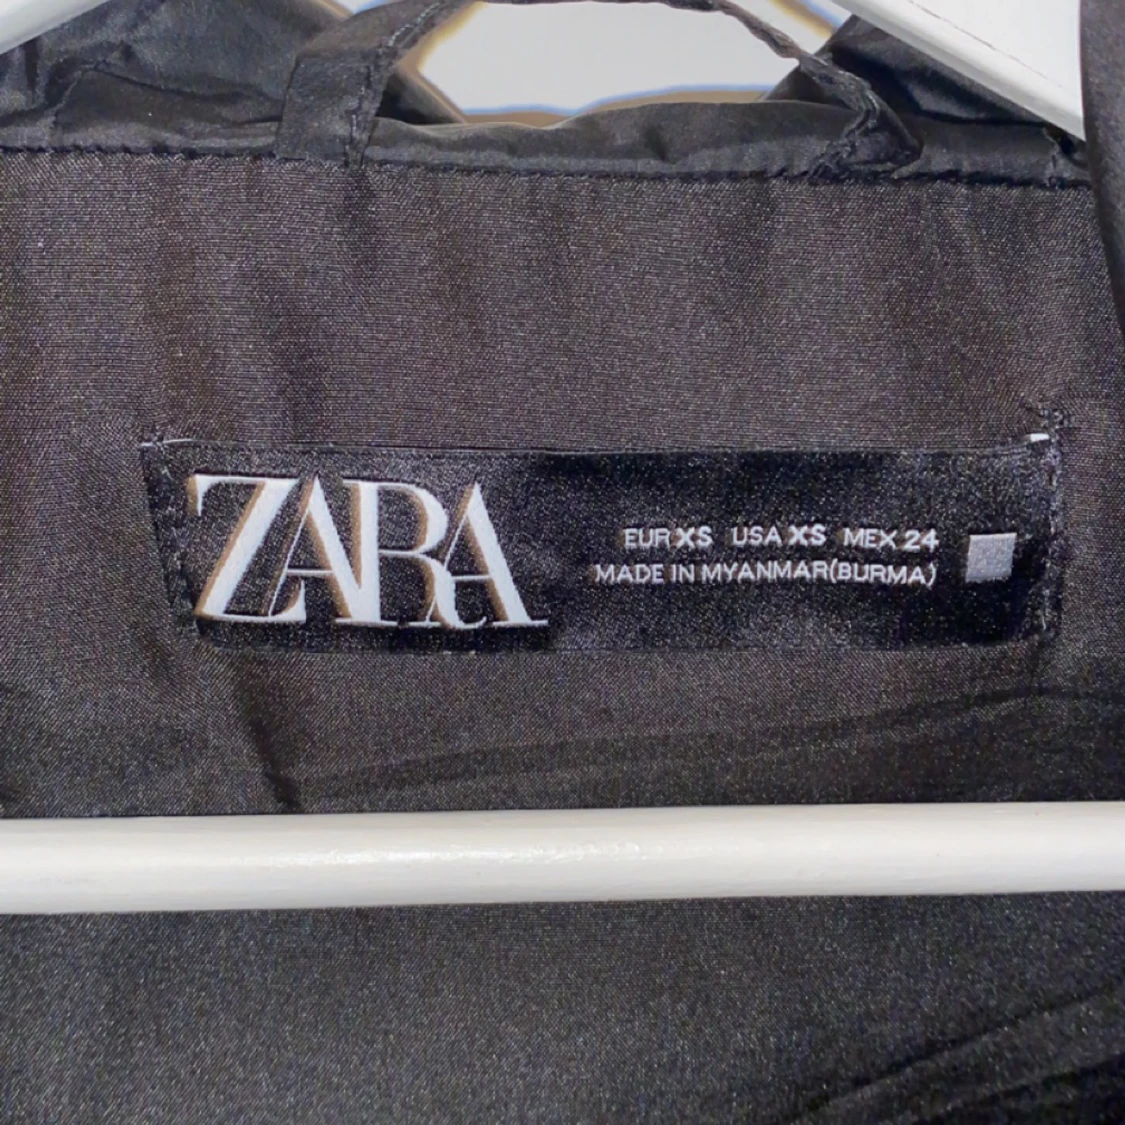 ZARA
EUR XS USA XS MEX 24
MADE IN MYANMAR(BURMA)